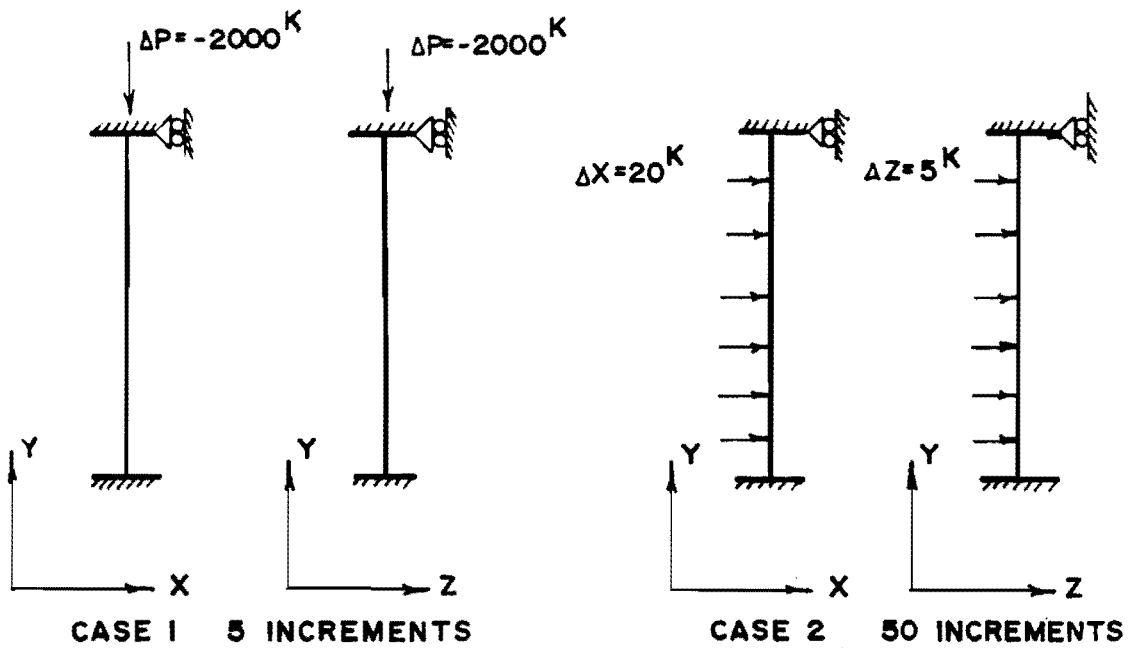 ΔP=-2000K
ΔP=-2000K
ΔX=20K
ΔZ=5K
Y
Y
Y
Y
X
Z
X
Z
CASE 1 5 INCREMENTS
CASE 2 50 INCREMENTS